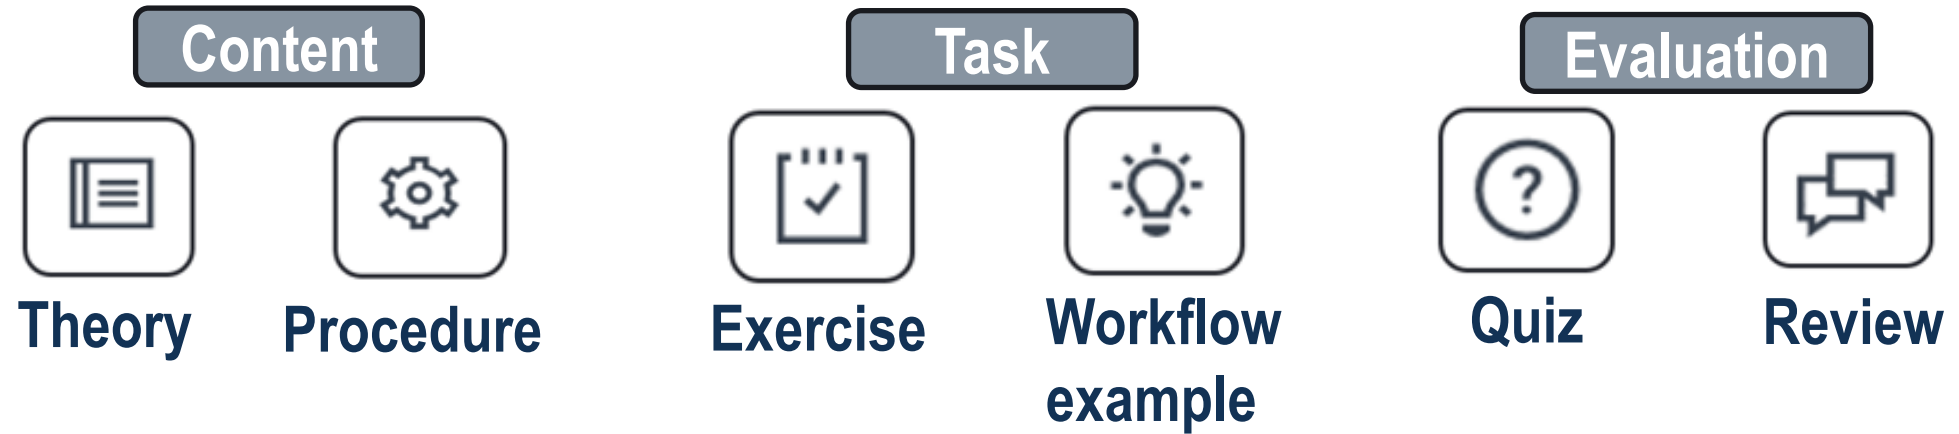 Content
Task
Evaluation
Theory
Procedure
Exercise
Workflow
example
?
Quiz
Review